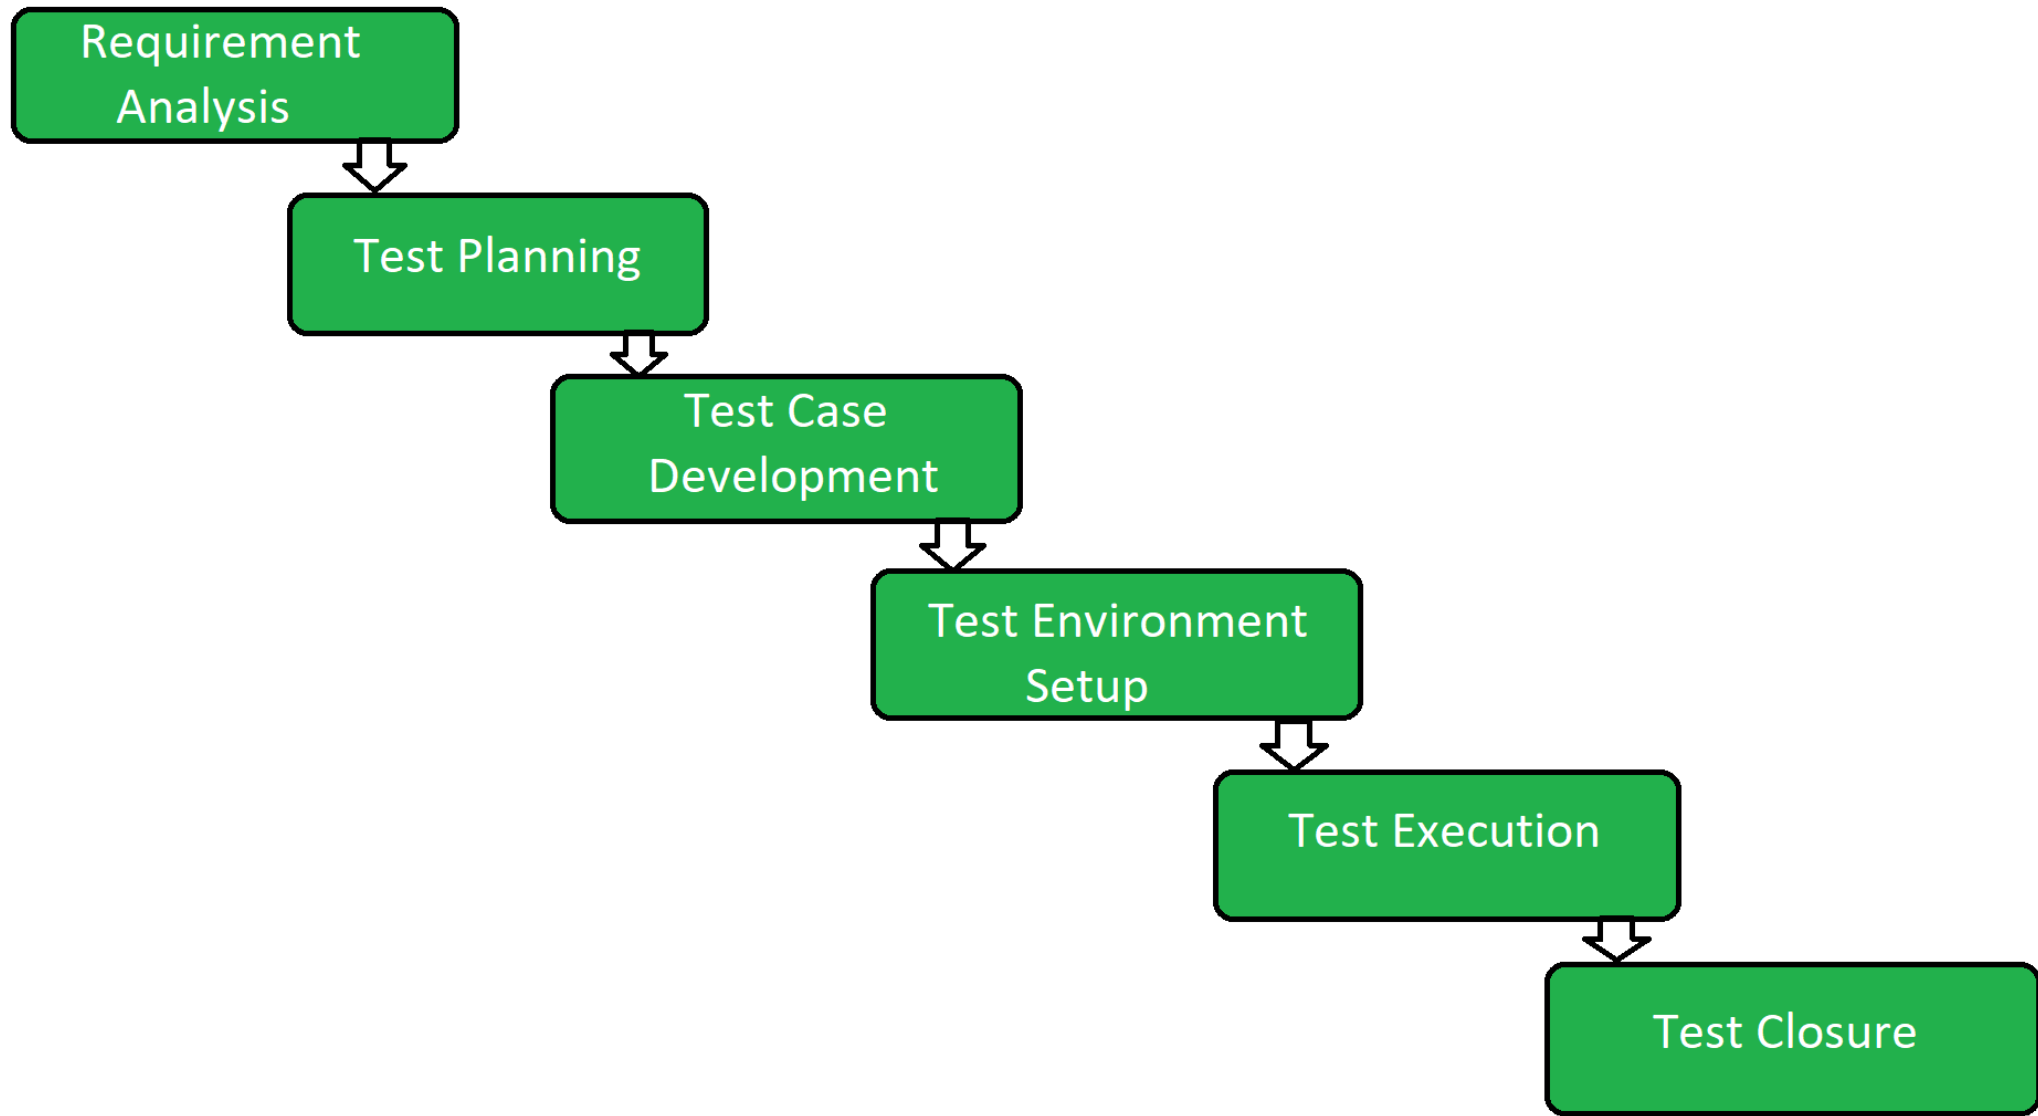 Requirement
Analysis
Test Planning
Test Case
Development
Test Environment
Setup
Test Execution
Test Closure